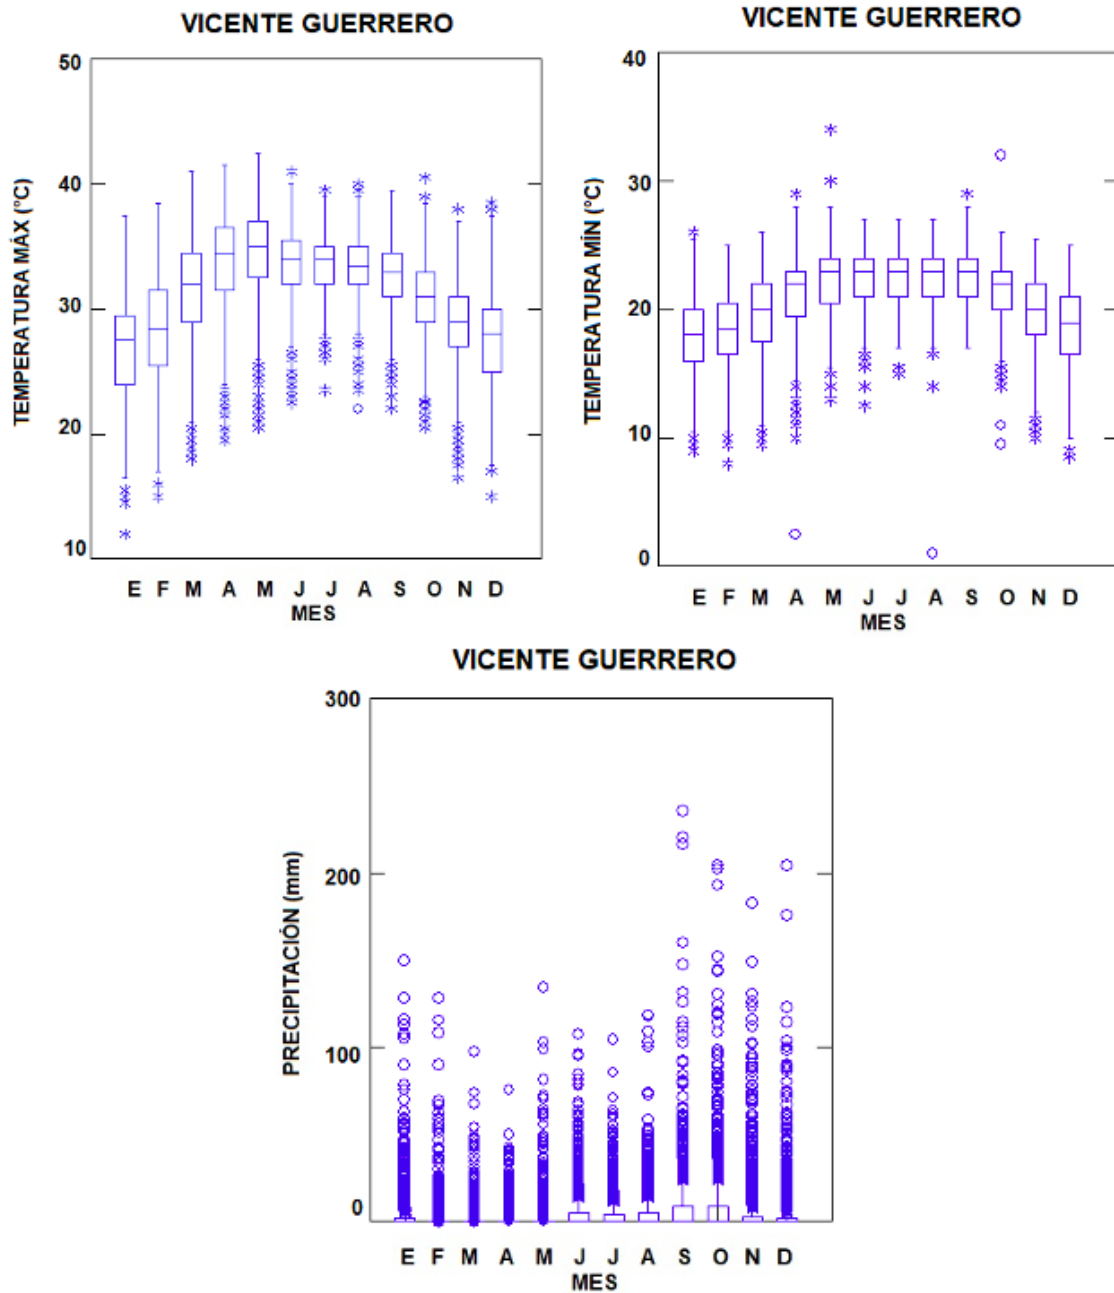 VICENTE GUERRERO
TEMPERATURA MÁX (°C)
50
40
30
20
10
E F M A M J J A S O N D
MES
VICENTE GUERRERO
TEMPERATURA MÍN (°C)
40
30
20
10
0
E F M A M J J A S O N D
MES
VICENTE GUERRERO
PRECIPITACIÓN (mm)
300
200
100
0
E F M A M J J A S O N D
MES